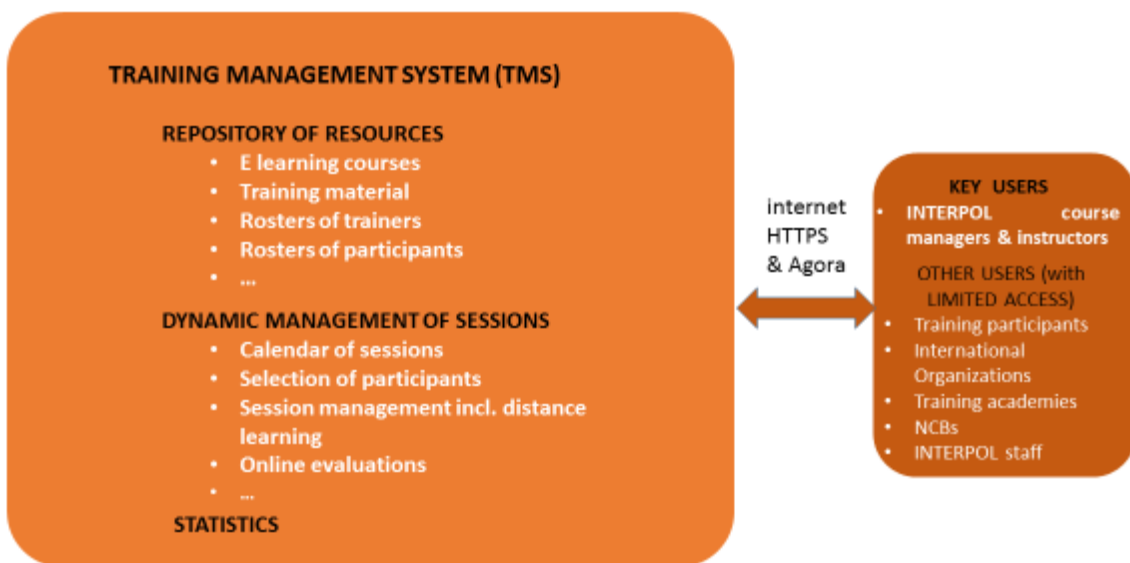 TRAINING MANAGEMENT SYSTEM (TMS)
REPOSITORY OF RESOURCES
• E learning courses
• Training material
• Rosters of trainers
• Rosters of participants
• ...
DYNAMIC MANAGEMENT OF SESSIONS
• Calendar of sessions
• Selection of participants
• Session management incl. distance
learning
• Online evaluations
• ...
STATISTICS
internet
HTTPS
& Agora
KEY USERS
• INTERPOL course
managers & instructors
OTHER USERS (with
LIMITED ACCESS)
• Training participants
• International
Organizations
• Training academies
• NCBs
• INTERPOL staff